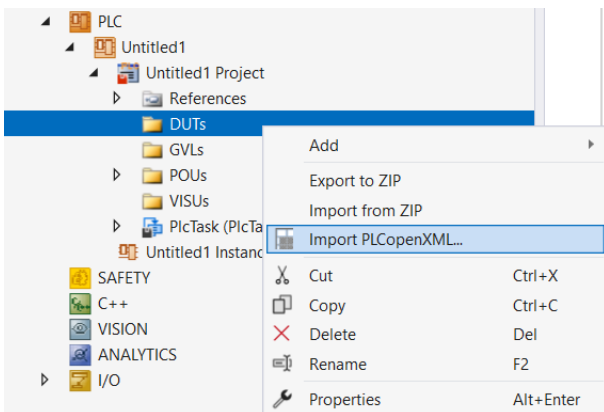 PLC
Untitled1
Untitled1 Project
References
DUTs
GVLs
POUs
VISUs
PlcTask (PlcTa
Untitled1 Instanc
SAFETY
C++
VISION
ANALYTICS
I/O
Add
Export to ZIP
Import from ZIP
Import PLCopenXML...
Cut Ctrl+X
Copy Ctrl+C
Delete Del
Rename F2
Properties Alt+Enter